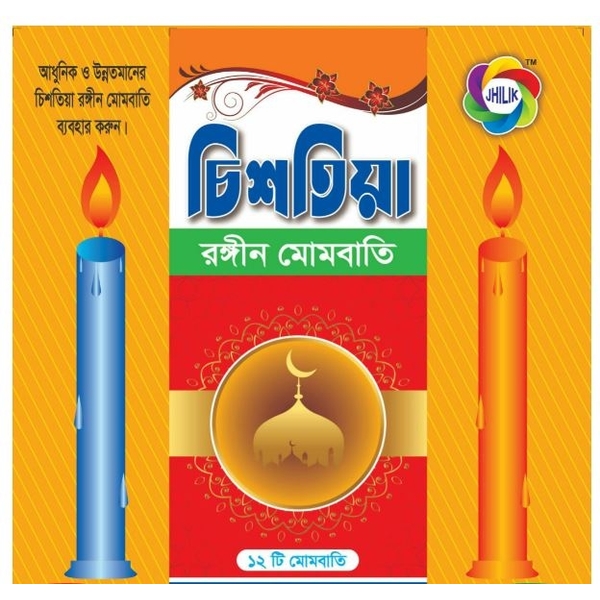 আধুনিক ও উন্নতমানের
চিশতিয়া রঙ্গীন মোমবাতি
ব্যবহার করুন।
JHILIK
TM
চিশতিয়া
রঙ্গীন মোমবাতি
১২ টি মোমবাতি